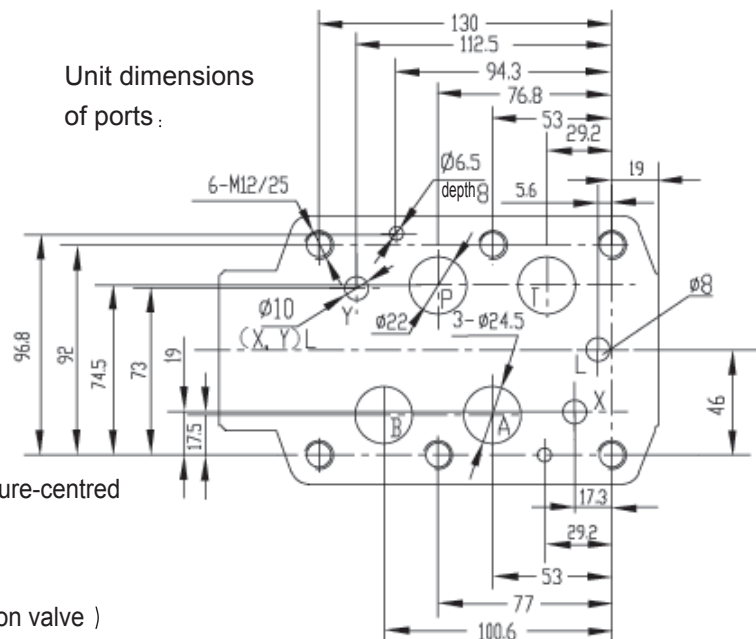 130
112.5
94.3
76.8
53
29.2
Unit dimensions
of ports:
19
5.6
Ø6.5
depth8
6-M12/25
Ø10
(X, Y)L
Y
P
Ø22
T
3-Ø24.5
Ø8
L
X
B
A
96.8
92
74.5
73
19
17.5
46
ure-centred
17.3
29.2
53
77
100.6
on valve )